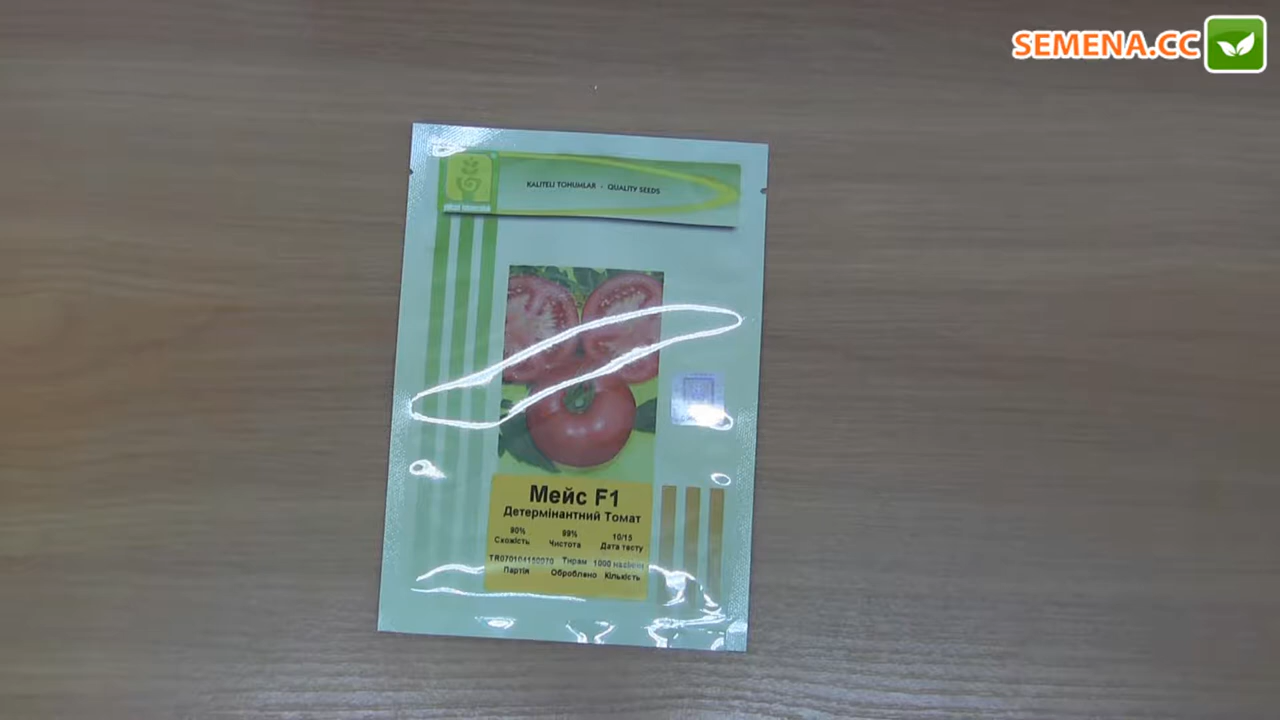 SEMENA.CC
KALITELI TOHUMLAR - QUALITY SEEDS
Мейс F1
Детермінантний Томат
90% 99% 10/15
Схожість Чистота Дата тесту
Тирам 1000 насінин
Партія Оброблено Кількість